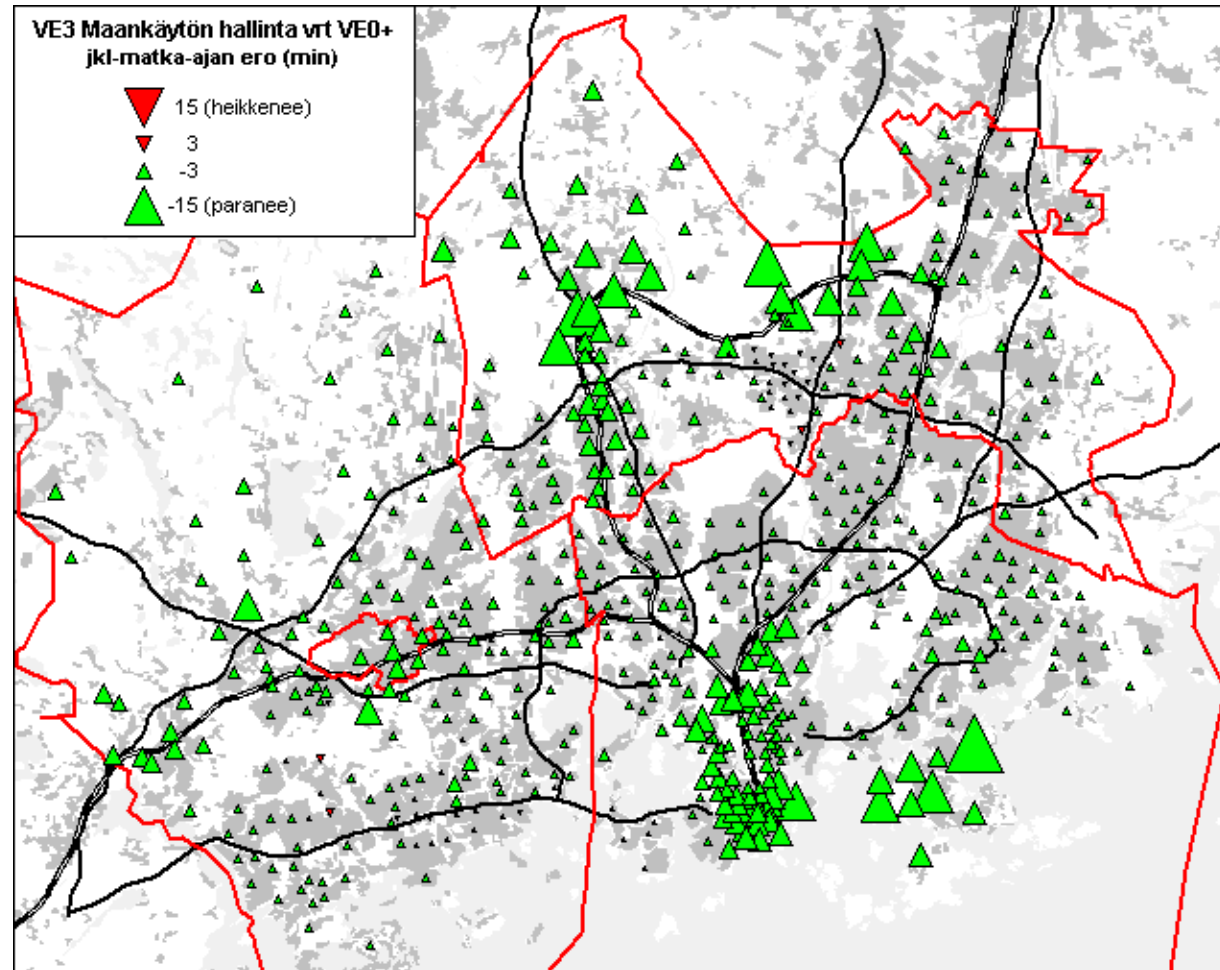 VE3 Maankäytön hallinta vrt VE0+
jkl-matka-ajan ero (min)
15 (heikkenee)
3
-3
-15 (paranee)